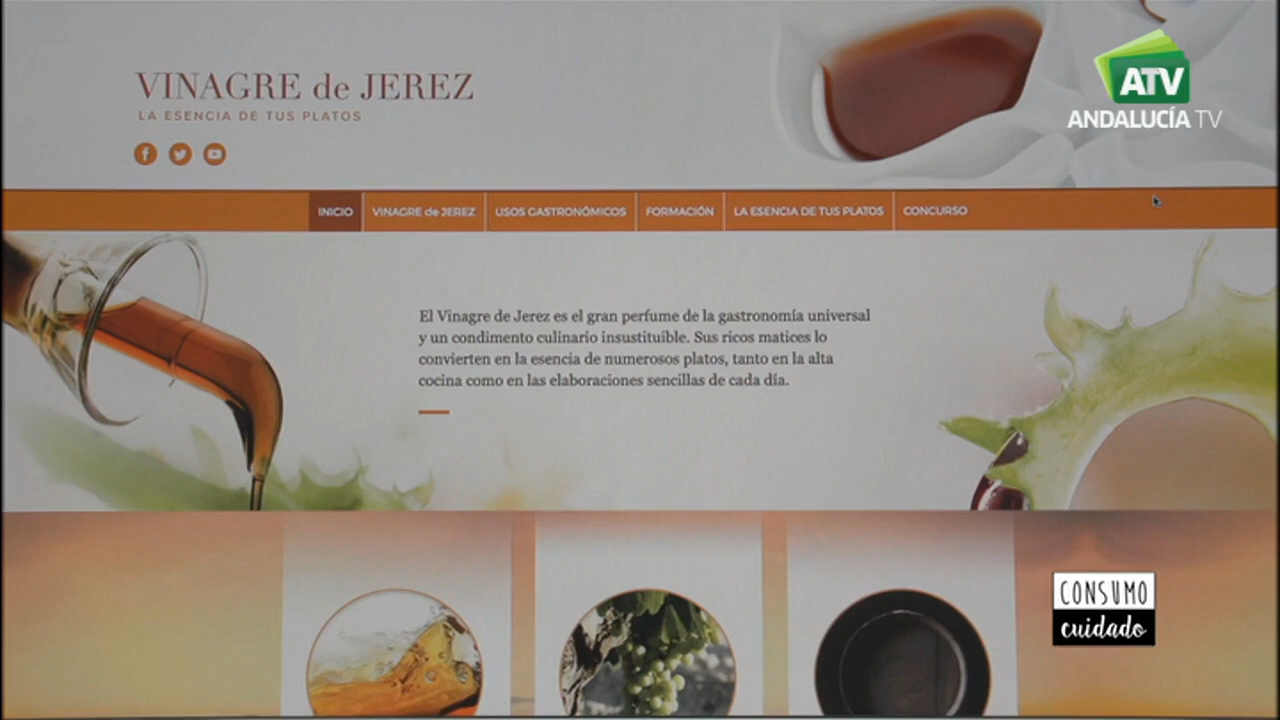 VINAGRE de JEREZ
LA ESENCIA DE TUS PLATOS
ATV
ANDALUCÍA TV
INICIO
VINAGRE de JEREZ
USOS GASTRONÓMICOS
FORMACIÓN
LA ESENCIA DE TUS PLATOS
CONCURSO
El Vinagre de Jerez es el gran perfume de la gastronomía universal
y un condimento culinario insustituible. Sus ricos matices lo
convierten en la esencia de numerosos platos, tanto en la alta
cocina como en las elaboraciones sencillas de cada día.
CONSUMO
cuidado